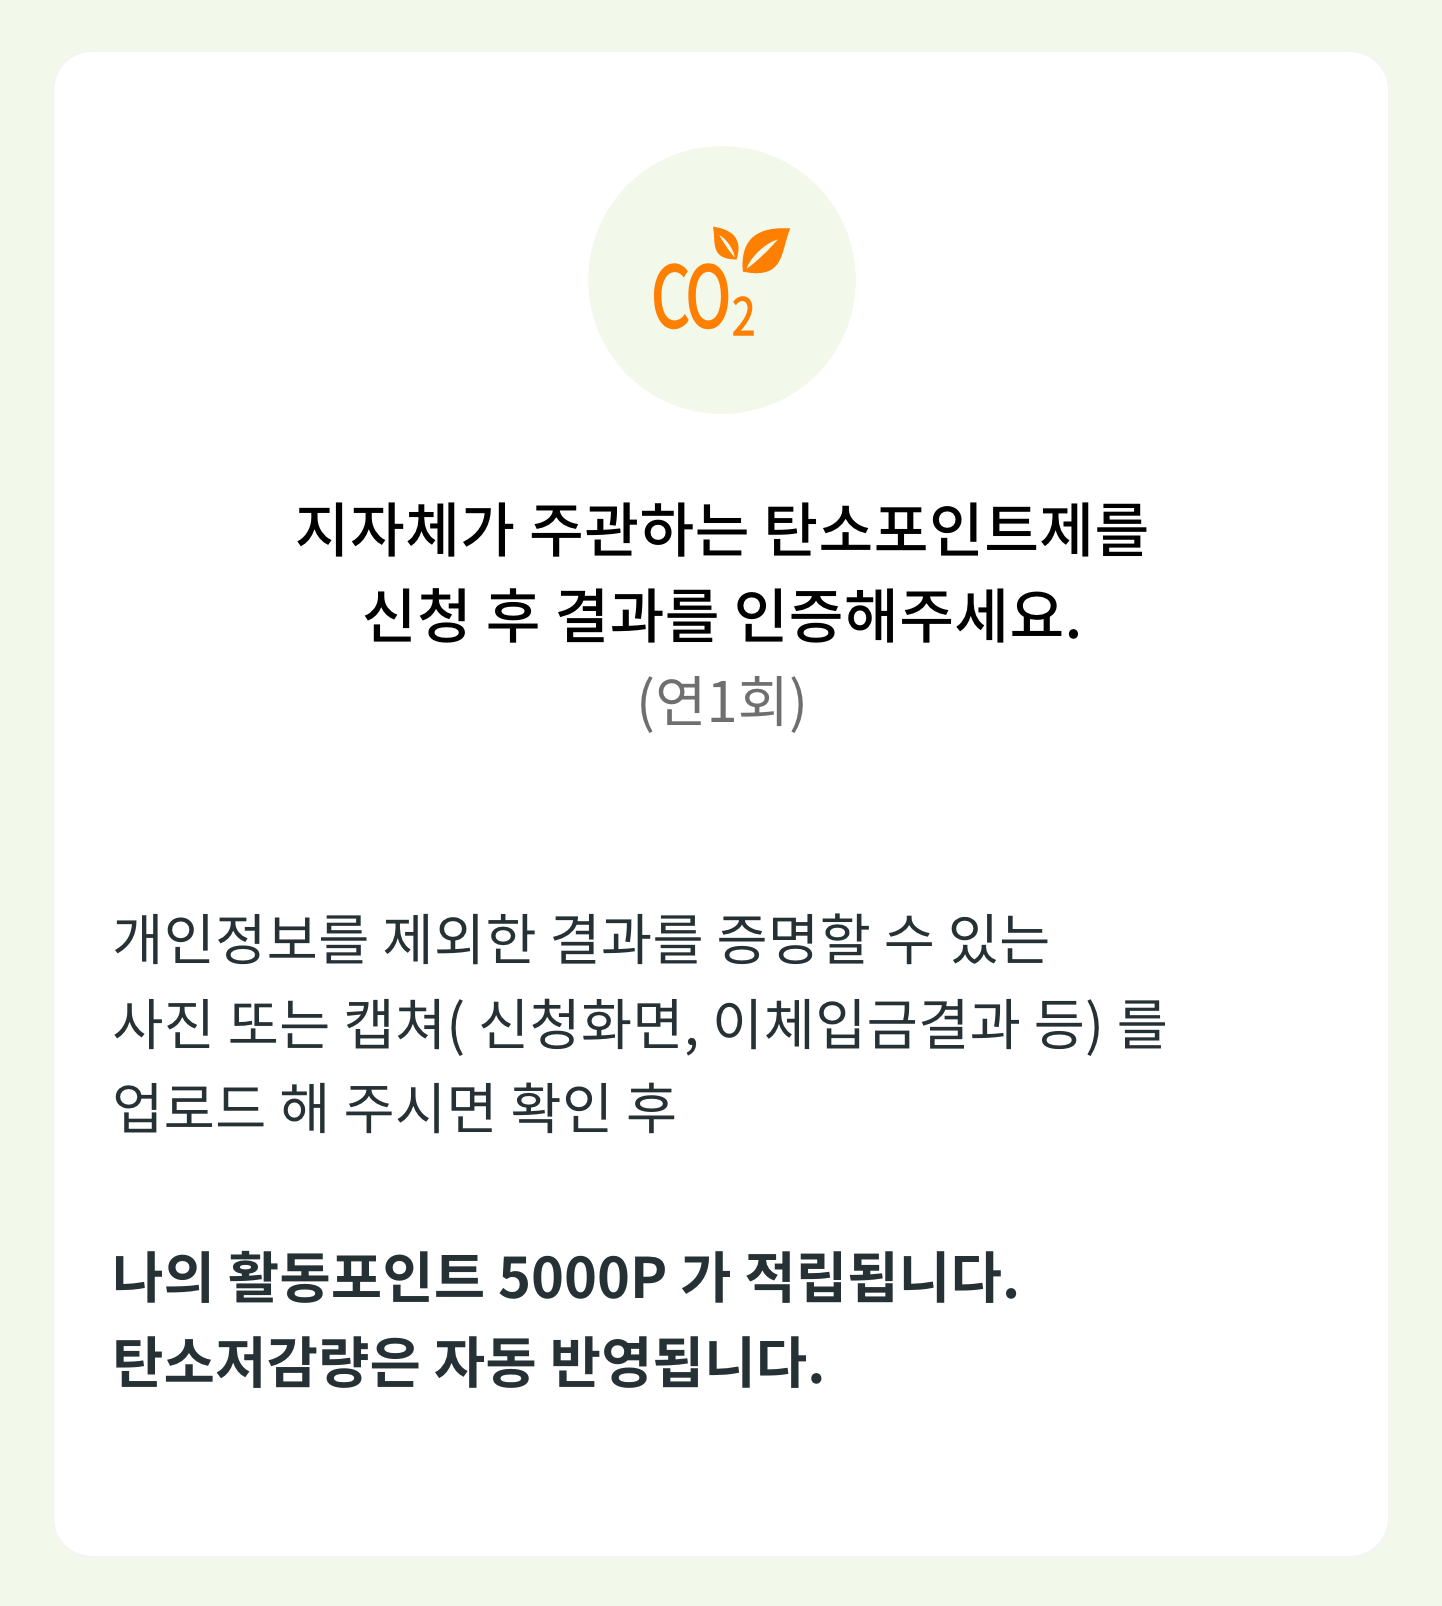 CO2
지자체가 주관하는 탄소포인트제를
신청 후 결과를 인증해주세요.
(연1회)
개인정보를 제외한 결과를 증명할 수 있는
사진 또는 캡쳐( 신청화면, 이체입금결과 등) 를
업로드 해 주시면 확인 후
나의 활동포인트 5000P 가 적립됩니다.
탄소저감량은 자동 반영됩니다.